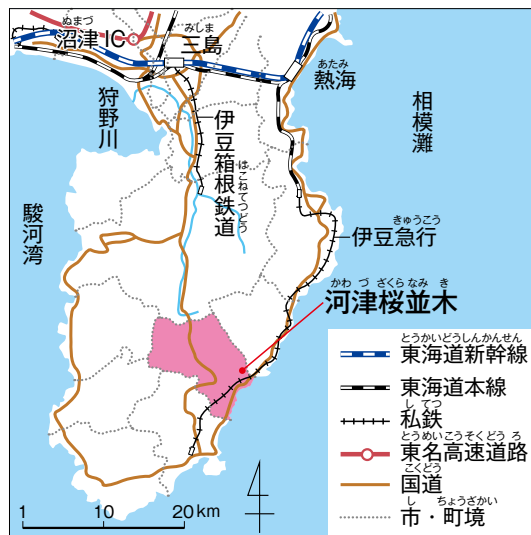 ぬまづ
沼津IC
みしま
三島
あたみ
熱海
狩野川
相模灘
はこねてつどう
伊豆箱根鉄道
駿河湾
きゅうこう
伊豆急行
かわづざくらなみき
河津桜並木
とうかいどうしんかんせん
東海道新幹線
東海道本線
してつ
私鉄
とうめいこうそくどうろ
東名高速道路
こくどう
国道
し ちょうざかい
市・町境
1 10 20km